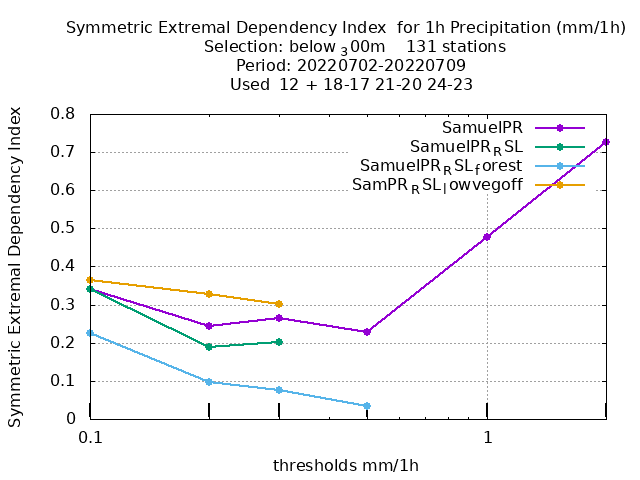 Symmetric Extremal Dependency Index  for 1h Precipitation (mm/1h)
Selection: below ₃00m    131 stations
Period: 20220702-20220709
Used  12 + 18-17 21-20 24-23
Symmetric Extremal Dependency Index
0.8
0.7
0.6
0.5
0.4
0.3
0.2
0.1
0
SamuelPR
SamuelPR_RSL
SamuelPR_RSL_forest
SamPR_RSL_lowvegoff
0.1
1
thresholds mm/1h